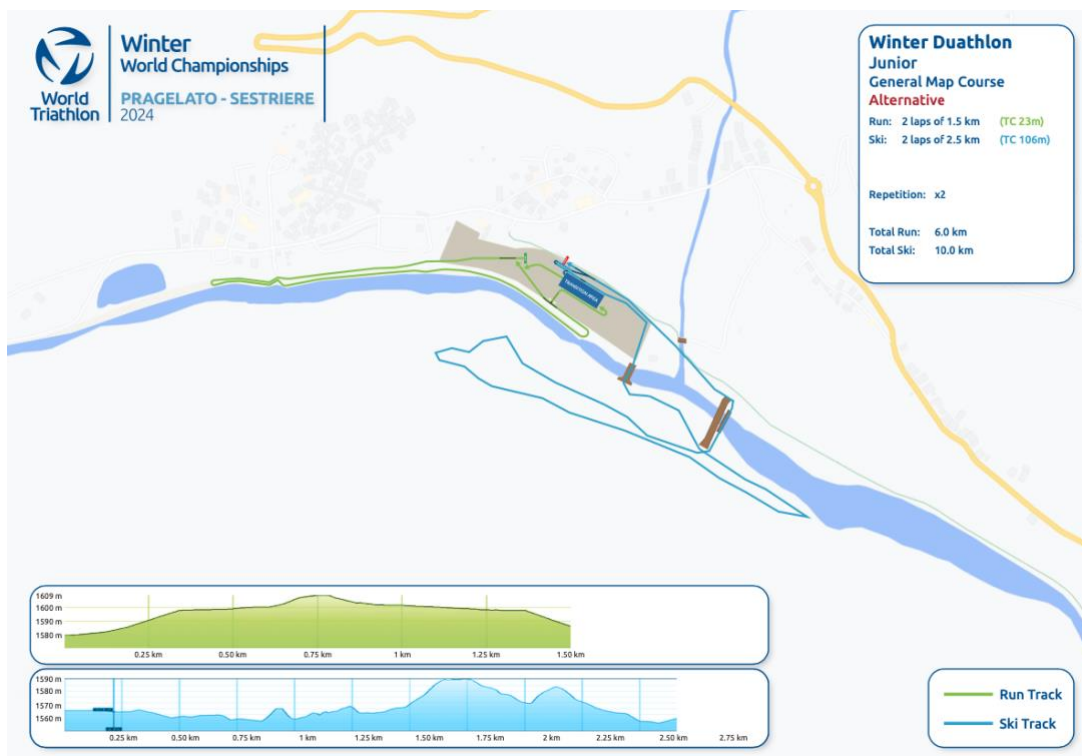 World
Triathlon
Winter
World Championships
PRAGELATO - SESTRIERE
2024
Winter Duathlon
Junior
General Map Course
Alternative
Run: 2 laps of 1.5 km (TC 23m)
Ski: 2 laps of 2.5 km (TC 106m)
Repetition: x2
Total Run: 6.0 km
Total Ski: 10.0 km
TRANSITION AREA
1609 m
1600 m
1590 m
1580 m
0.25 km 0.50 km 0.75 km 1 km 1.25 km 1.50 km
1590 m
1580 m
1570 m
1560 m
0.25 km 0.50 km 0.75 km 1 km 1.25 km 1.50 km 1.75 km 2 km 2.25 km 2.50 km 2.75 km
Run Track
Ski Track